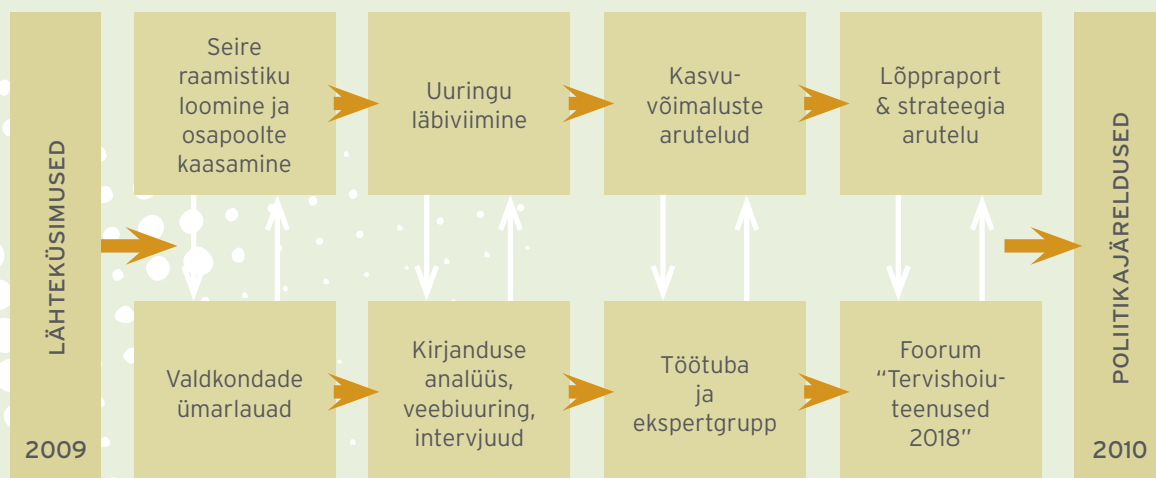 LÄHTEKÜSIMUSED
2009
Seire
raamistiku
loomine ja
osapoolte
kaasamine
Uuringu
läbiviimine
Kasvu-
võimaluste
arutelud
Lõppraport
& strateegia
arutelu
Valdkondade
ümarlauad
Kirjanduse
analüüs,
veebiuuring,
intervjuud
Töötuba
ja
ekspertgrupp
Foorum
“Tervishoiu-
teenused
2018”
POLIITIKAJÄRELDUSED
2010